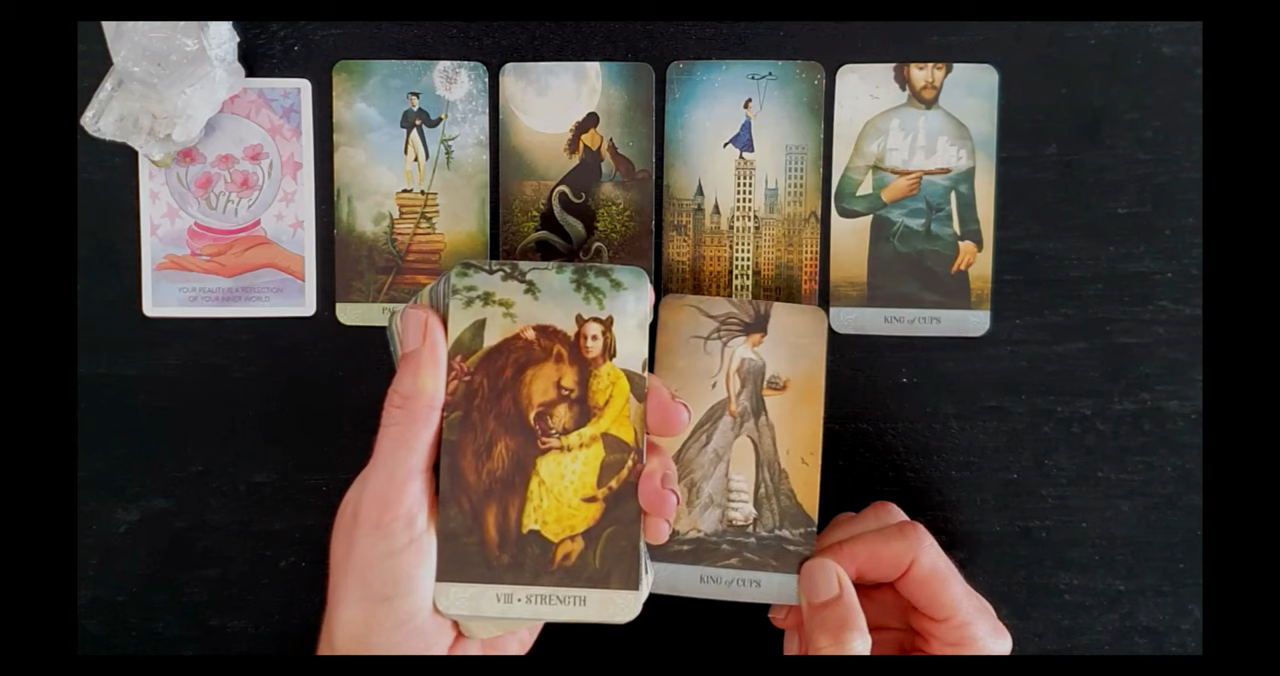 YOUR REALITY IS A REFLECTION
OF YOUR INNER WORLD
KING of CUPS
KING of CUPS
VIII • STRENGTH